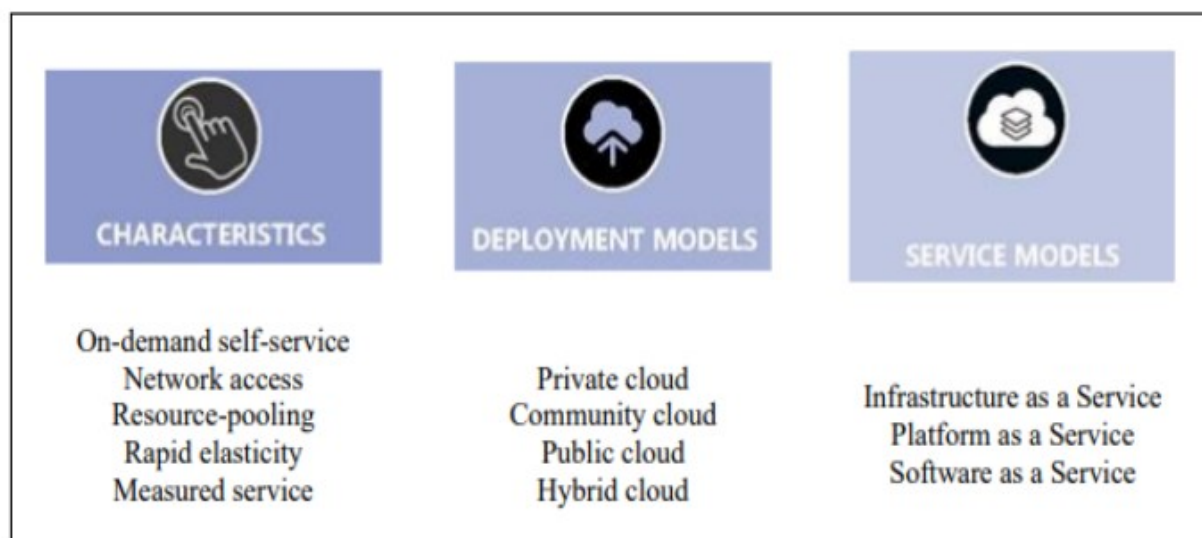 CHARACTERISTICS
On-demand self-service
Network access
Resource-pooling
Rapid elasticity
Measured service
DEPLOYMENT MODELS
Private cloud
Community cloud
Public cloud
Hybrid cloud
SERVICE MODELS
Infrastructure as a Service
Platform as a Service
Software as a Service